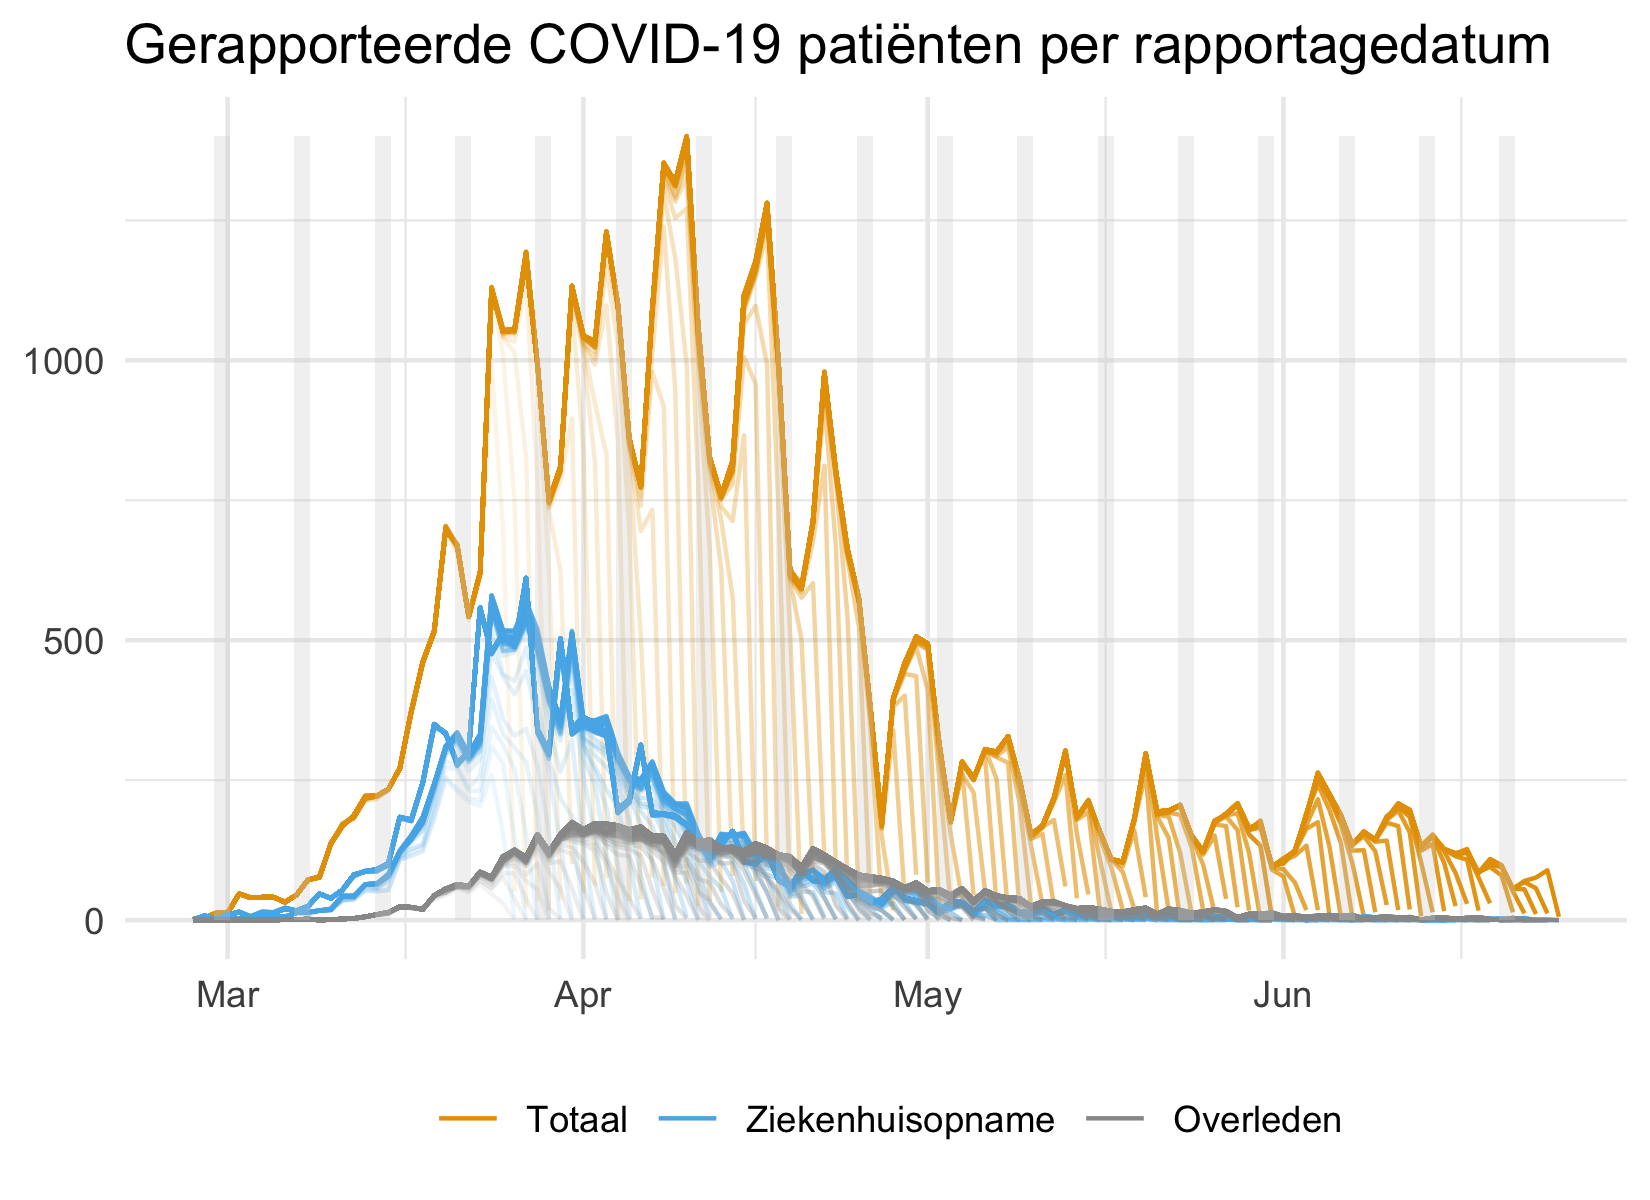 Gerapporteerde COVID-19 patiënten per rapportagedatum
1000
500
0
Mar Apr May Jun
Totaal Ziekenhuisopname Overleden